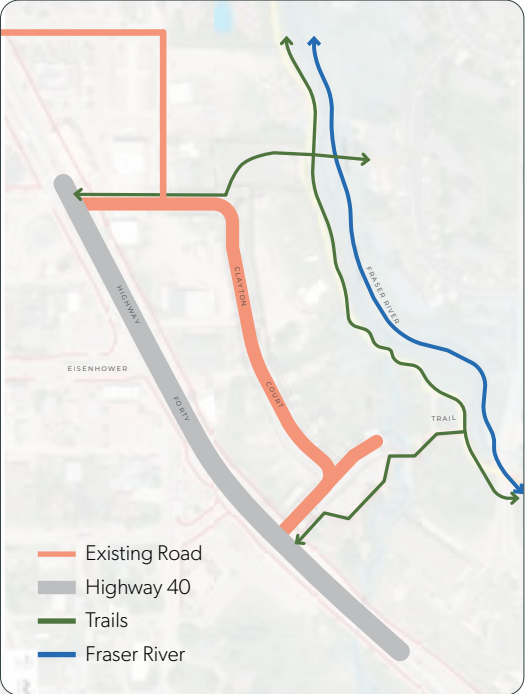 FRASER RIVER
CLAYTON
HIGHWAY
EISENHOWER
COURT
FORTY
TRAIL
Existing Road
Highway 40
Trails
Fraser River